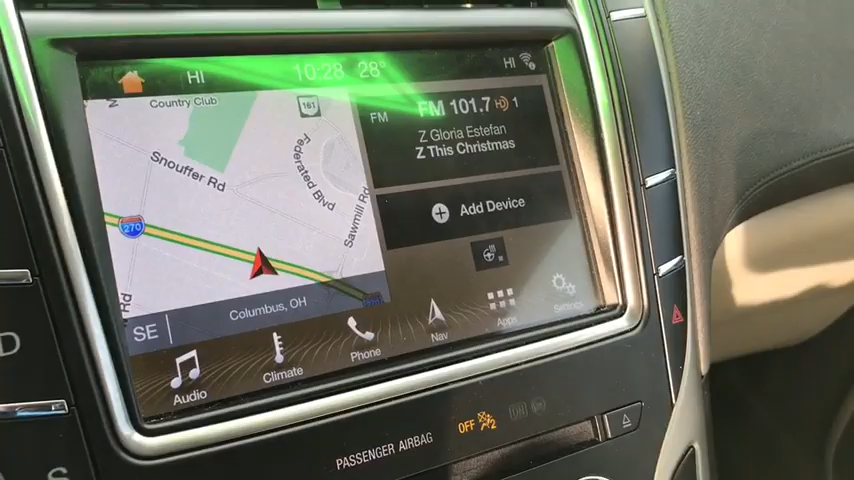 HI 10:28 28° HI
N
Country Club
161
Snouffer Rd
Federated Blvd
Sawmill Rd
270
Rd
Columbus, OH
SE
FM
FM 101.7 HD 1
Z Gloria Estefan
Z This Christmas
Add Device
Audio
Climate
Phone
Nav
Apps
Settings
D
S
PASSENGER AIRBAG OFF 2